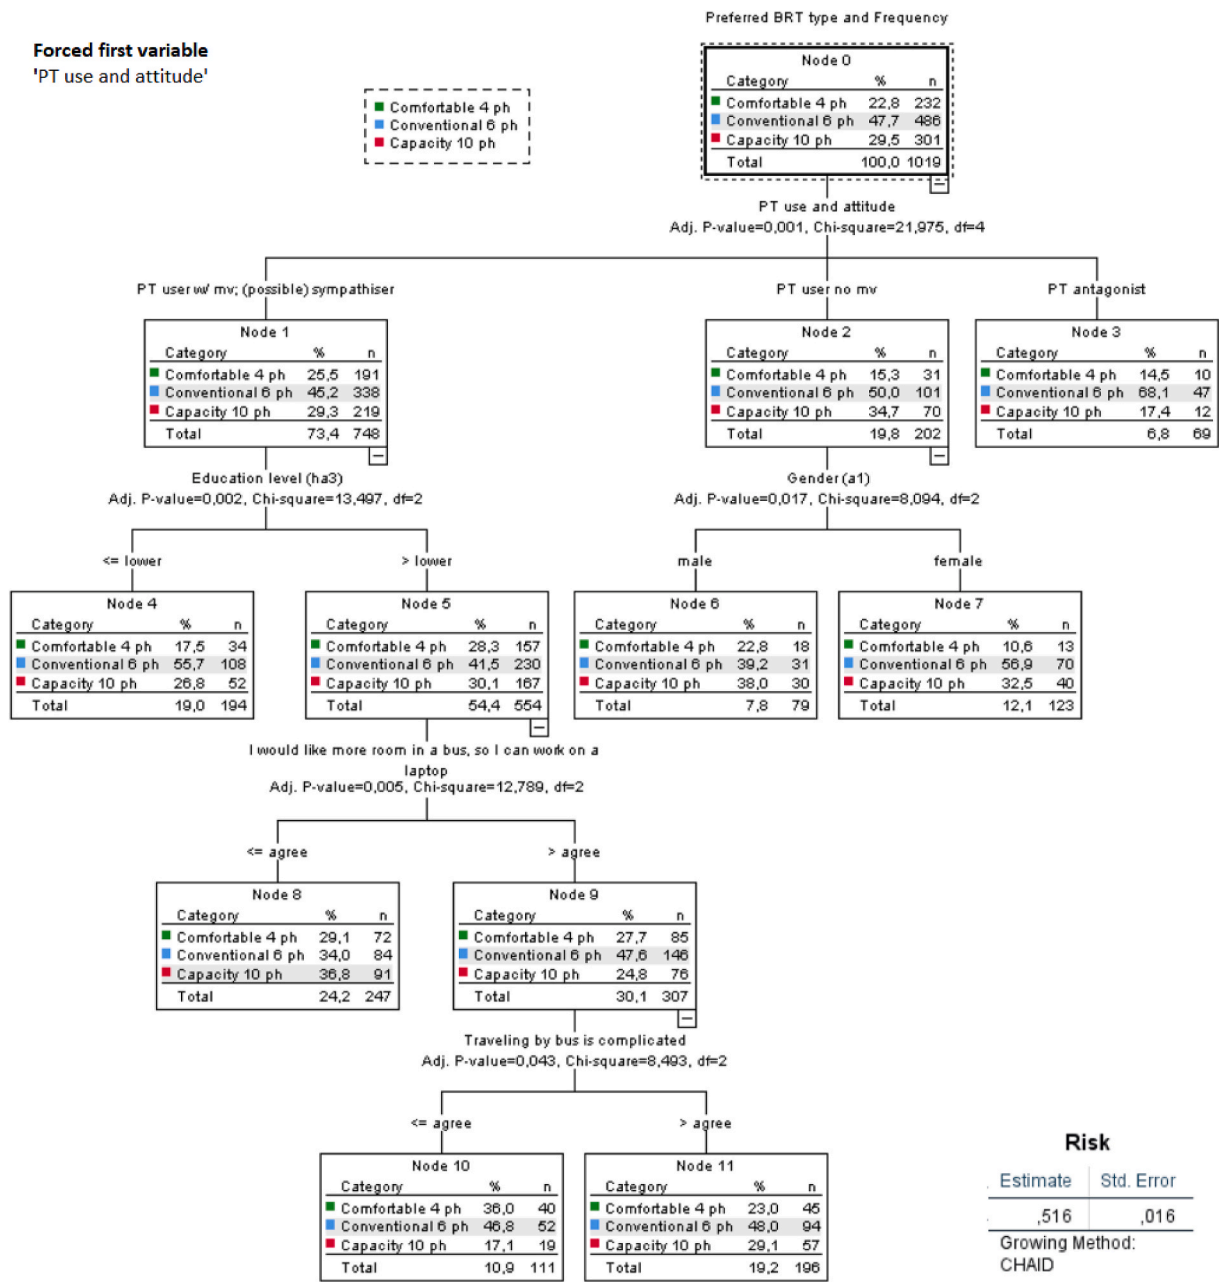 Preferred BRT type and Frequency
Forced first variable
'PT use and attitude'
Comfortable 4 ph
Conventional 6 ph
Capacity 10 ph
Node 0
Category % n
Comfortable 4 ph 22,8 232
Conventional 6 ph 47,7 486
Capacity 10 ph 29,5 301
Total 100,0 1019
PT use and attitude
Adj. P-value=0,001, Chi-square=21,975, df=4
PT user w/ mv; (possible) sympathiser
PT user no mv
PT antagonist
Node 1
Category % n
Comfortable 4 ph 25,5 191
Conventional 6 ph 45,2 338
Capacity 10 ph 29,3 219
Total 73,4 748
Node 2
Category % n
Comfortable 4 ph 15,3 31
Conventional 6 ph 50,0 101
Capacity 10 ph 34,7 70
Total 19,8 202
Node 3
Category % n
Comfortable 4 ph 14,5 10
Conventional 6 ph 68,1 47
Capacity 10 ph 17,4 12
Total 6,8 69
Education level (ha3)
Adj. P-value=0,002, Chi-square=13,497, df=2
Gender (a1)
Adj. P-value=0,017, Chi-square=8,094, df=2
<= lower
> lower
male
female
Node 4
Category % n
Comfortable 4 ph 17,5 34
Conventional 6 ph 55,7 108
Capacity 10 ph 26,8 52
Total 19,0 194
Node 5
Category % n
Comfortable 4 ph 28,3 157
Conventional 6 ph 41,5 230
Capacity 10 ph 30,1 167
Total 54,4 554
Node 6
Category % n
Comfortable 4 ph 22,8 18
Conventional 6 ph 39,2 31
Capacity 10 ph 38,0 30
Total 7,8 79
Node 7
Category % n
Comfortable 4 ph 10,6 13
Conventional 6 ph 56,9 70
Capacity 10 ph 32,5 40
Total 12,1 123
I would like more room in a bus, so I can work on a
laptop
Adj. P-value=0,005, Chi-square=12,789, df=2
<= agree
> agree
Node 8
Category % n
Comfortable 4 ph 29,1 72
Conventional 6 ph 34,0 84
Capacity 10 ph 36,8 91
Total 24,2 247
Node 9
Category % n
Comfortable 4 ph 27,7 85
Conventional 6 ph 47,6 146
Capacity 10 ph 24,8 76
Total 30,1 307
Traveling by bus is complicated
Adj. P-value=0,043, Chi-square=8,493, df=2
<= agree
> agree
Node 10
Category % n
Comfortable 4 ph 36,0 40
Conventional 6 ph 46,8 52
Capacity 10 ph 17,1 19
Total 10,9 111
Node 11
Category % n
Comfortable 4 ph 23,0 45
Conventional 6 ph 48,0 94
Capacity 10 ph 29,1 57
Total 19,2 196
Risk
Estimate Std. Error
,516 ,016
Growing Method:
CHAID